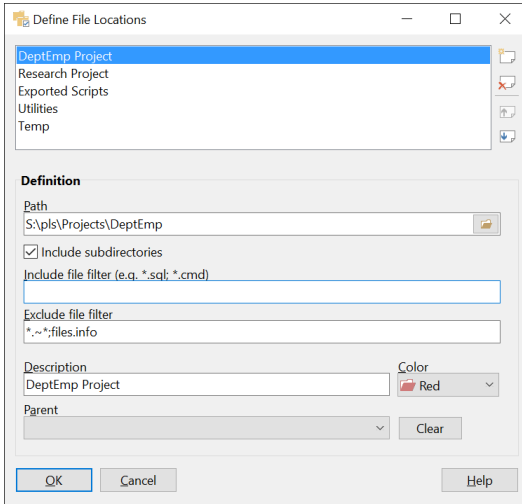 Define File Locations
DeptEmp Project
Research Project
Exported Scripts
Utilities
Temp
Definition
Path
S:\pls\Projects\DeptEmp
Include subdirectories
Include file filter (e.g. *.sql; *.cmd)
Exclude file filter
*.~*;files.info
Description
Color
DeptEmp Project
Red
Parent
Clear
OK
Cancel
Help